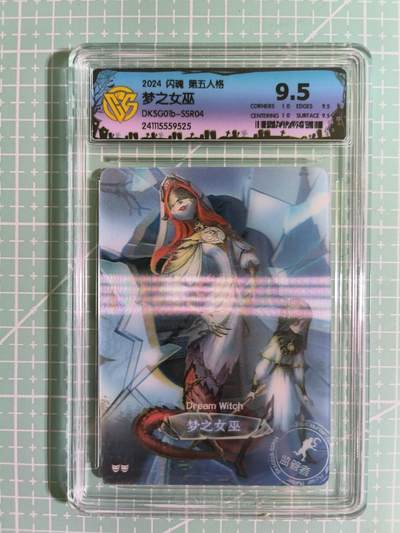 2024 闪魂 第五人格
梦之女巫
DK5G01b-SSR04
241115559525
9.5
CORNERS 10 EDGES 9.5
CENTERING 10 SURFACE 9.5
Dream Witch
梦之女巫
监管者